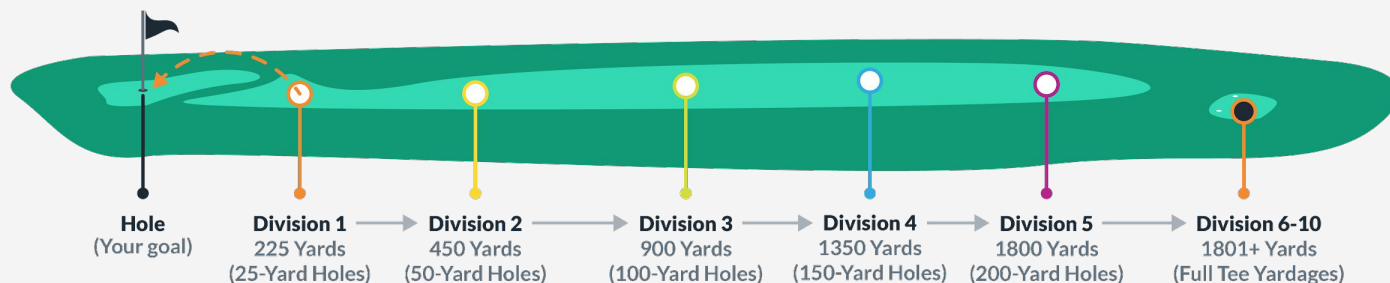 Hole
(Your goal)
Division 1
225 Yards
(25-Yard Holes)
Division 2
450 Yards
(50-Yard Holes)
Division 3
900 Yards
(100-Yard Holes)
Division 4
1350 Yards
(150-Yard Holes)
Division 5
1800 Yards
(200-Yard Holes)
Division 6-10
1801+ Yards
(Full Tee Yardages)